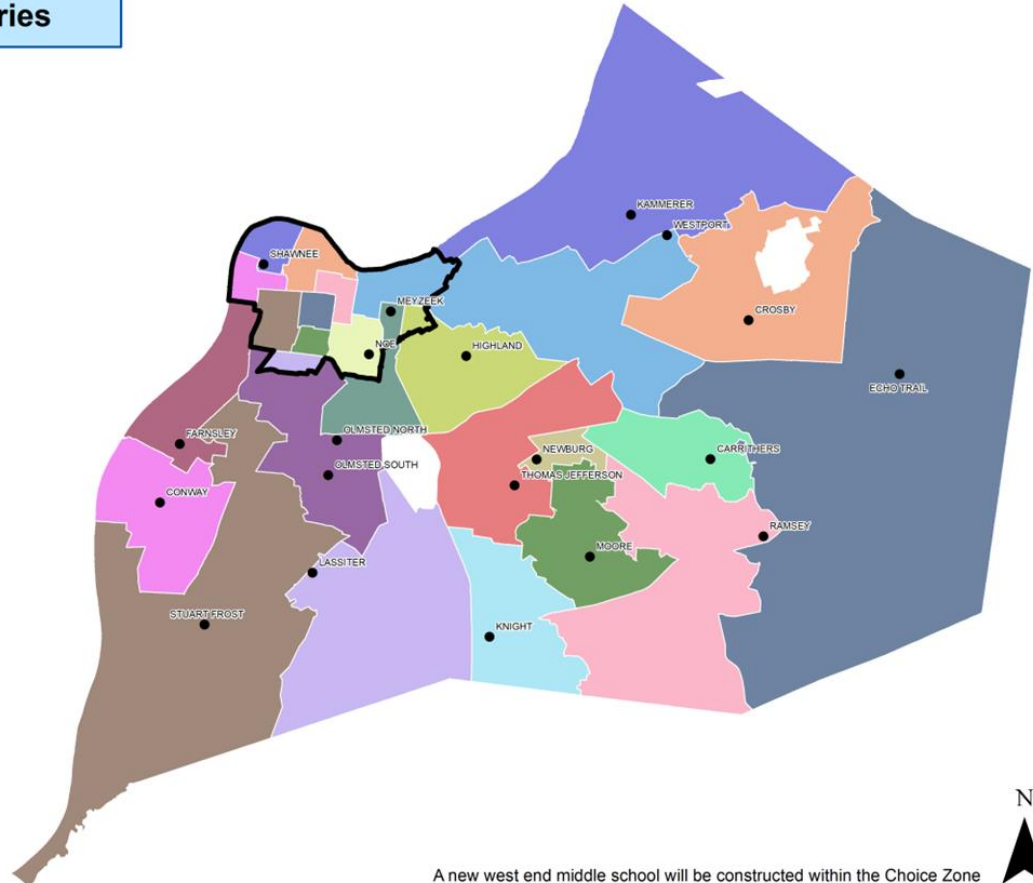 ries
KAMMERER
WESTPORT
SHAWNEE
MEYZEEK
CROSBY
NOE
HIGHLAND
ECHO TRAIL
FARNSLEY
OLMSTED NORTH
NEWBURG
CARRITHERS
OLMSTED SOUTH
THOMAS JEFFERSON
CONWAY
RAMSEY
MOORE
LASSITER
STUART FROST
KNIGHT
N
A new west end middle school will be constructed within the Choice Zone